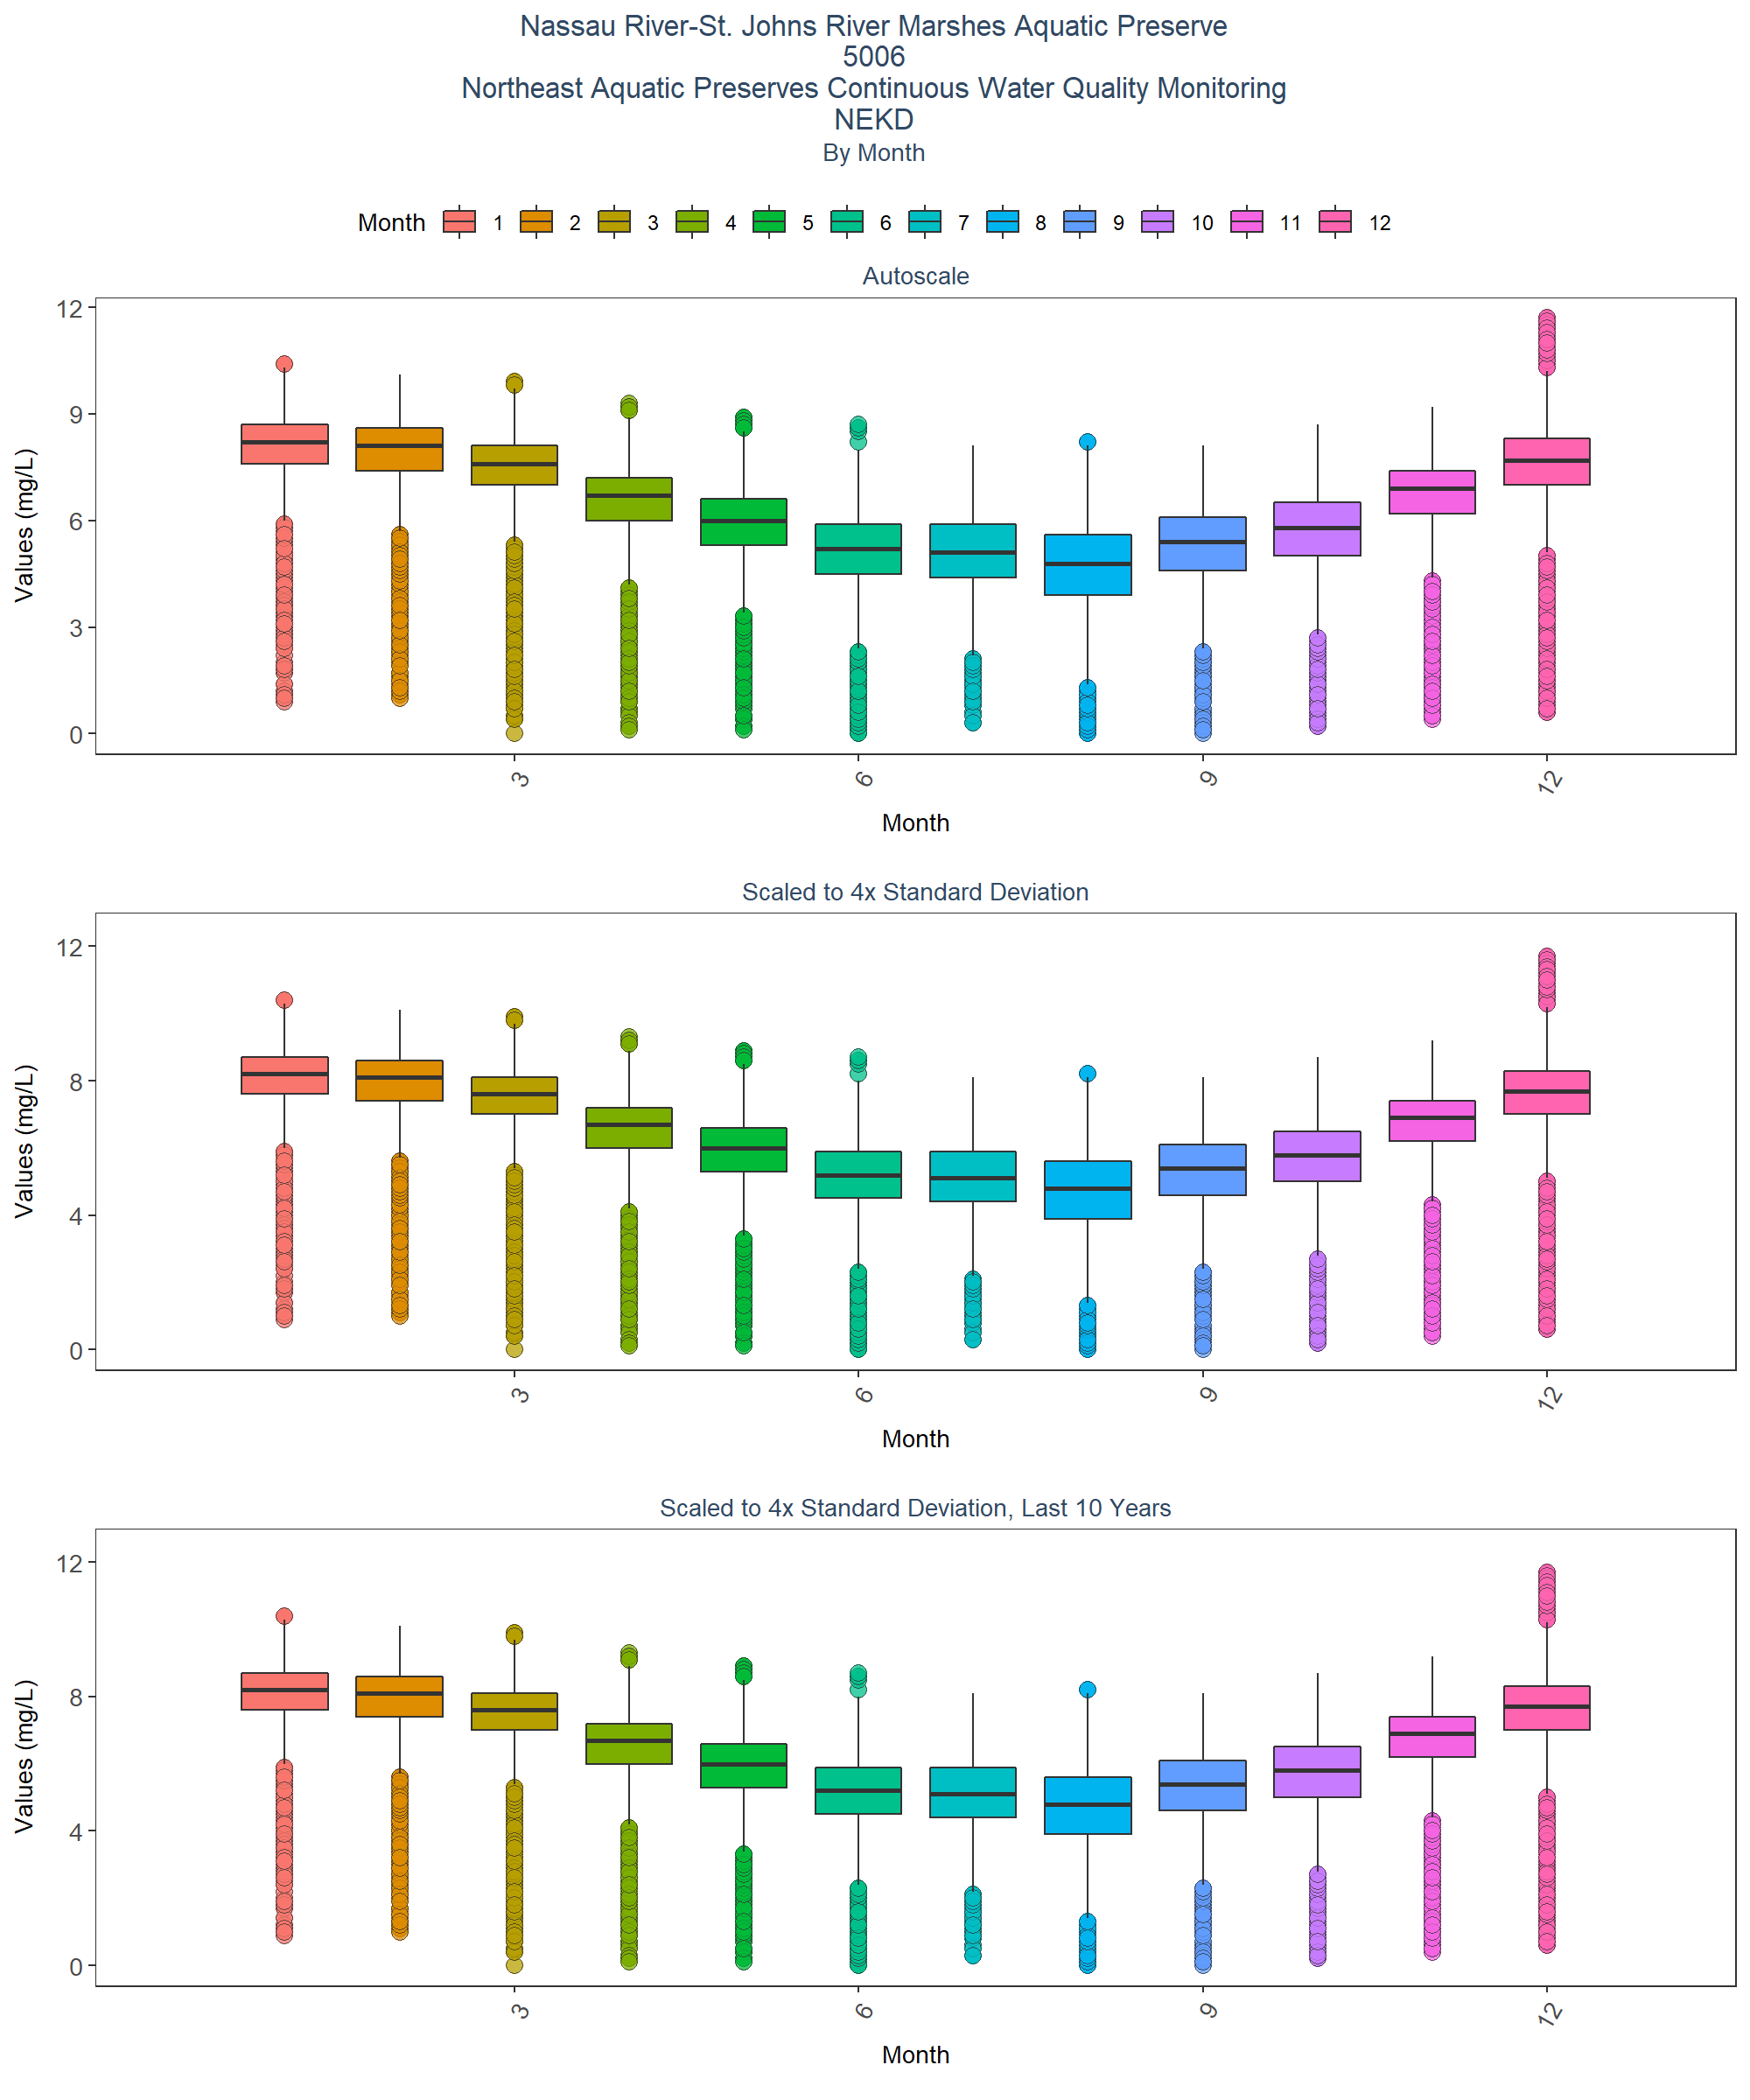 Nassau River-St. Johns River Marshes Aquatic Preserve
5006
Northeast Aquatic Preserves Continuous Water Quality Monitoring
NEKD
By Month
Month 1 2 3 4 5 6 7 8 9 10 11 12
Autoscale
Values (mg/L)
12
9
6
3
0
3 6 9 12
Month
Scaled to 4x Standard Deviation
Values (mg/L)
12
8
4
0
3 6 9 12
Month
Scaled to 4x Standard Deviation, Last 10 Years
Values (mg/L)
12
8
4
0
3 6 9 12
Month